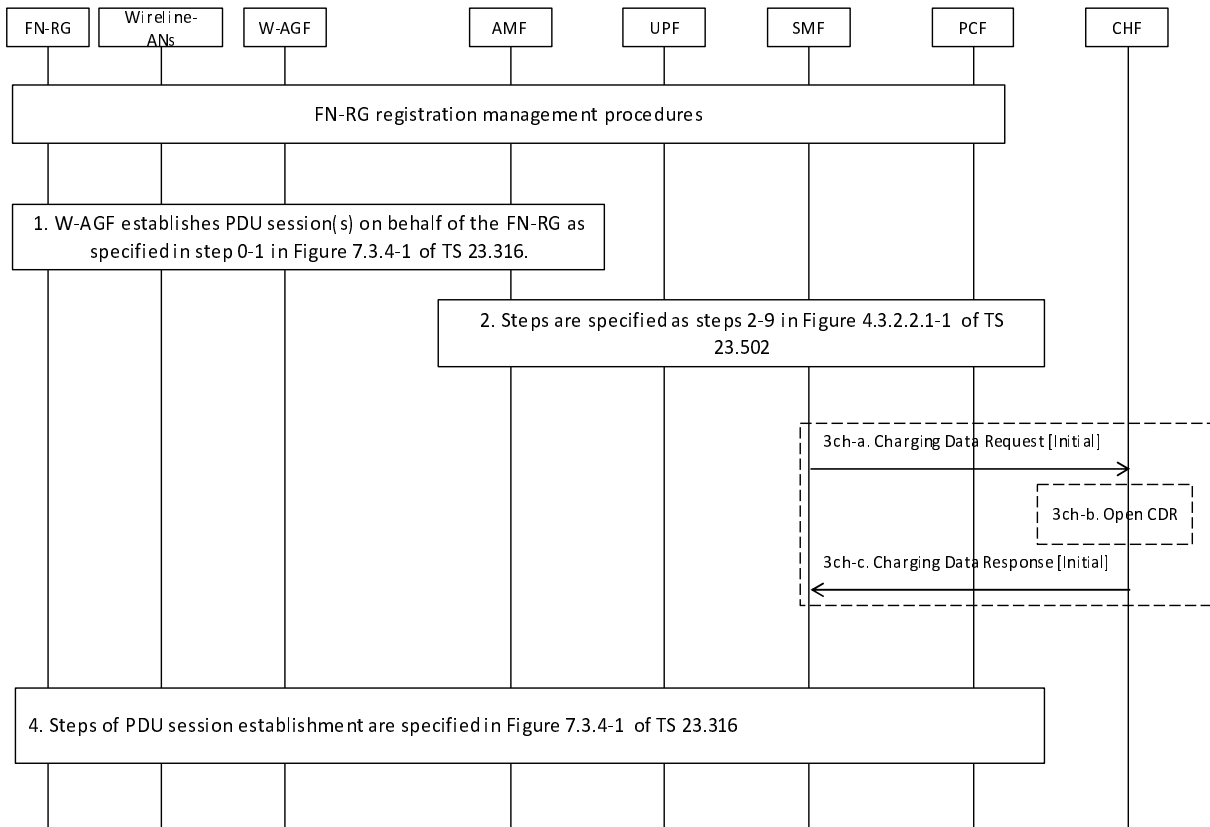 FN-RG
Wireline-
ANs
W-AGF
AMF
UPF
SMF
PCF
CHF
FN-RG registration management procedures
1. W-AGF establishes PDU session(s) on behalf of the FN-RG as
specified in step 0-1 in Figure 7.3.4-1 of TS 23.316.
2. Steps are specified as steps 2-9 in Figure 4.3.2.2.1-1 of TS
23.502
3ch-a. Charging Data Request [Initial]
3ch-b. Open CDR
3ch-c. Charging Data Response [Initial]
4. Steps of PDU session establishment are specified in Figure 7.3.4-1 of TS 23.316